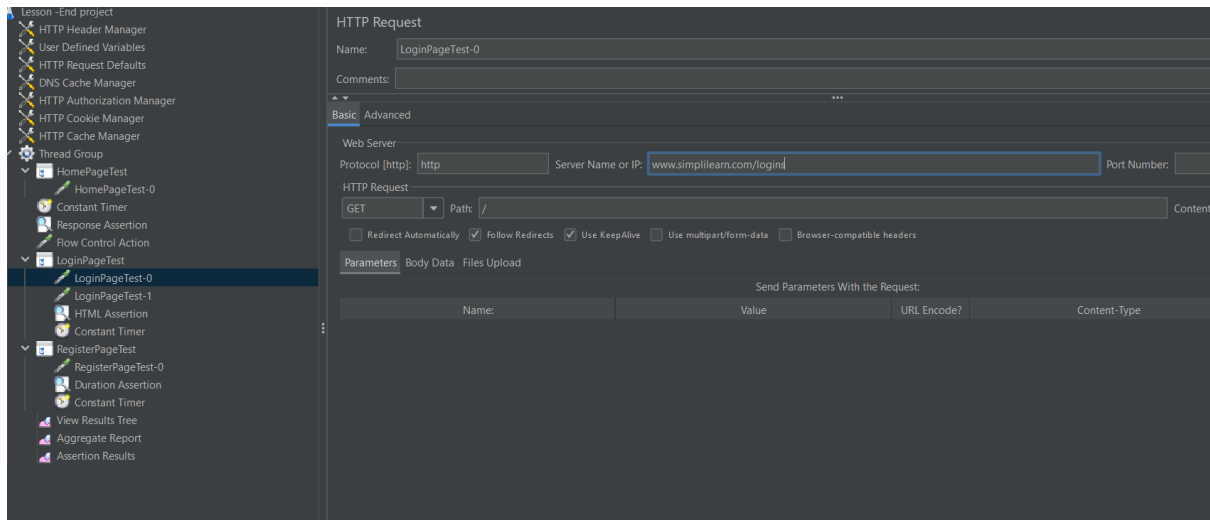 Lesson -End project
HTTP Header Manager
User Defined Variables
HTTP Request Defaults
DNS Cache Manager
HTTP Authorization Manager
HTTP Cookie Manager
HTTP Cache Manager
Thread Group
HomePageTest
HomePageTest-0
Constant Timer
Response Assertion
Flow Control Action
LoginPageTest
LoginPageTest-0
LoginPageTest-1
HTML Assertion
Constant Timer
RegisterPageTest
RegisterPageTest-0
Duration Assertion
Constant Timer
View Results Tree
Aggregate Report
Assertion Results
HTTP Request
Name: LoginPageTest-0
Comments:
Basic Advanced
Web Server
Protocol [http]: http Server Name or IP: www.simplilearn.com/logins Port Number:
HTTP Request
GET Path: / Content
Redirect Automatically Follow Redirects Use KeepAlive Use multipart/form-data Browser-compatible headers
Parameters Body Data Files Upload
Send Parameters With the Request:
Name: Value URL Encode? Content-Type